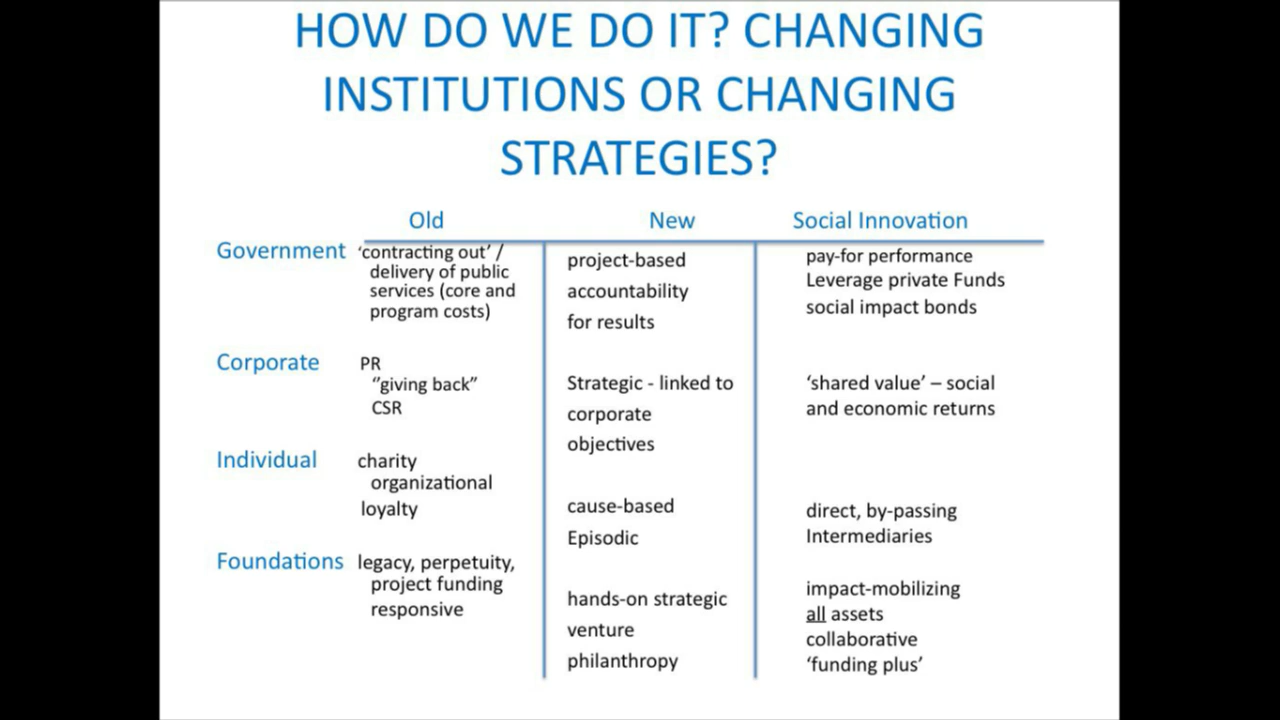 HOW DO WE DO IT? CHANGING
INSTITUTIONS OR CHANGING
STRATEGIES?
Old
New
Social Innovation
Government
‘contracting out’ /
delivery of public
services (core and
program costs)
project-based
accountability
for results
pay-for performance
Leverage private Funds
social impact bonds
Corporate
PR
“giving back”
CSR
Strategic - linked to
corporate
objectives
‘shared value’ – social
and economic returns
Individual
charity
organizational
loyalty
cause-based
Episodic
direct, by-passing
Intermediaries
Foundations
legacy, perpetuity,
project funding
responsive
hands-on strategic
venture
philanthropy
impact-mobilizing
all assets
collaborative
‘funding plus’